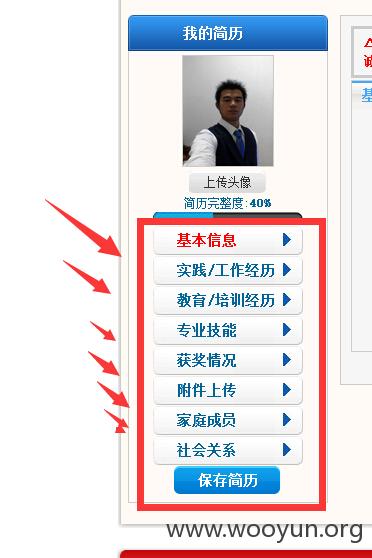 我的简历
上传头像
简历完整度:40%
基本信息
实践/工作经历
教育/培训经历
专业技能
获奖情况
附件上传
家庭成员
社会关系
保存简历
www.wooyun.org